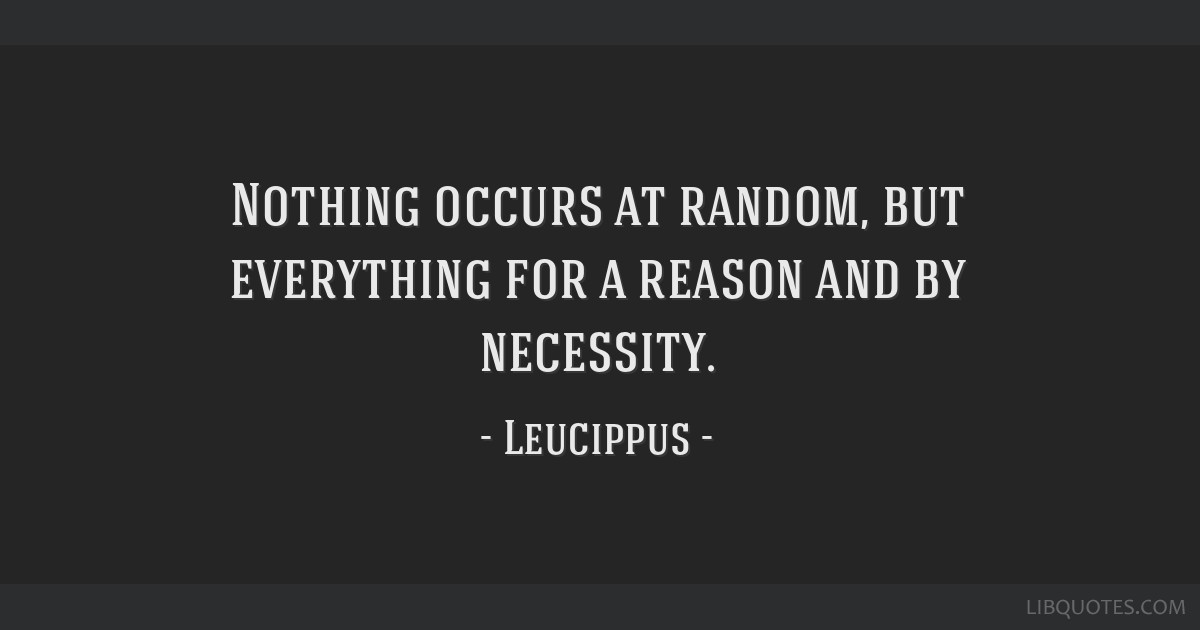 Nothing occurs at random, but
everything for a reason and by
necessity.
- Leucippus -
LIBQUOTES.COM